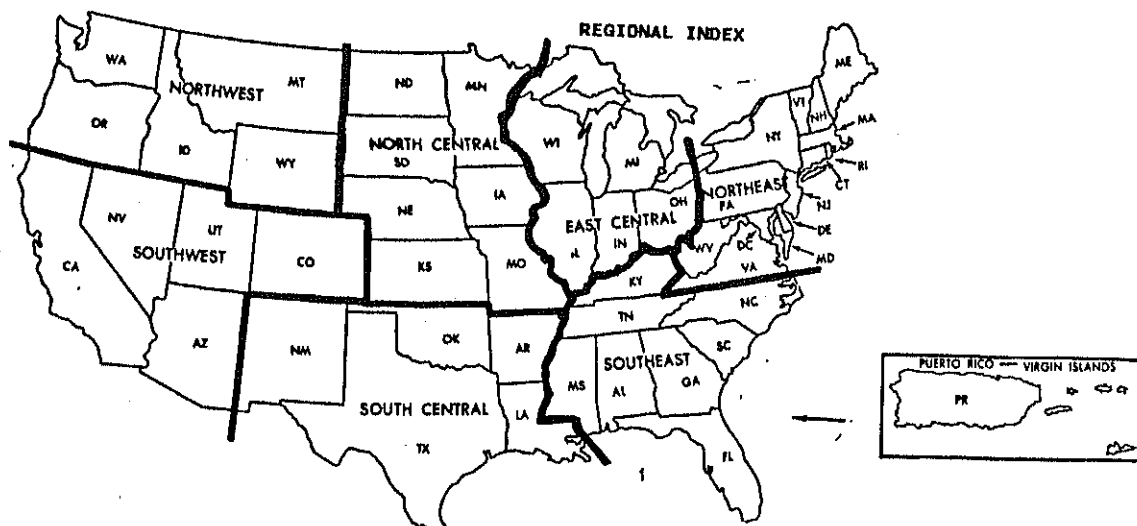 REGIONAL INDEX
WA
MT
ND
MN
ME
NORTHWEST
VT
NH
MA
OR
NORTH CENTRAL
WI
NY
ID
SD
MI
RI
WY
CT
IA
NORTHEAST
NJ
NE
OH
PA
NV
EAST CENTRAL
DE
UT
IN
SOUTHWEST
IL
WV
DC
MD
CA
CO
KS
MO
VA
KY
NC
TN
AZ
NM
OK
AR
SC
SOUTHEAST
PUERTO RICO — VIRGIN ISLANDS
MS
AL
GA
PR
SOUTH CENTRAL
LA
TX
FL